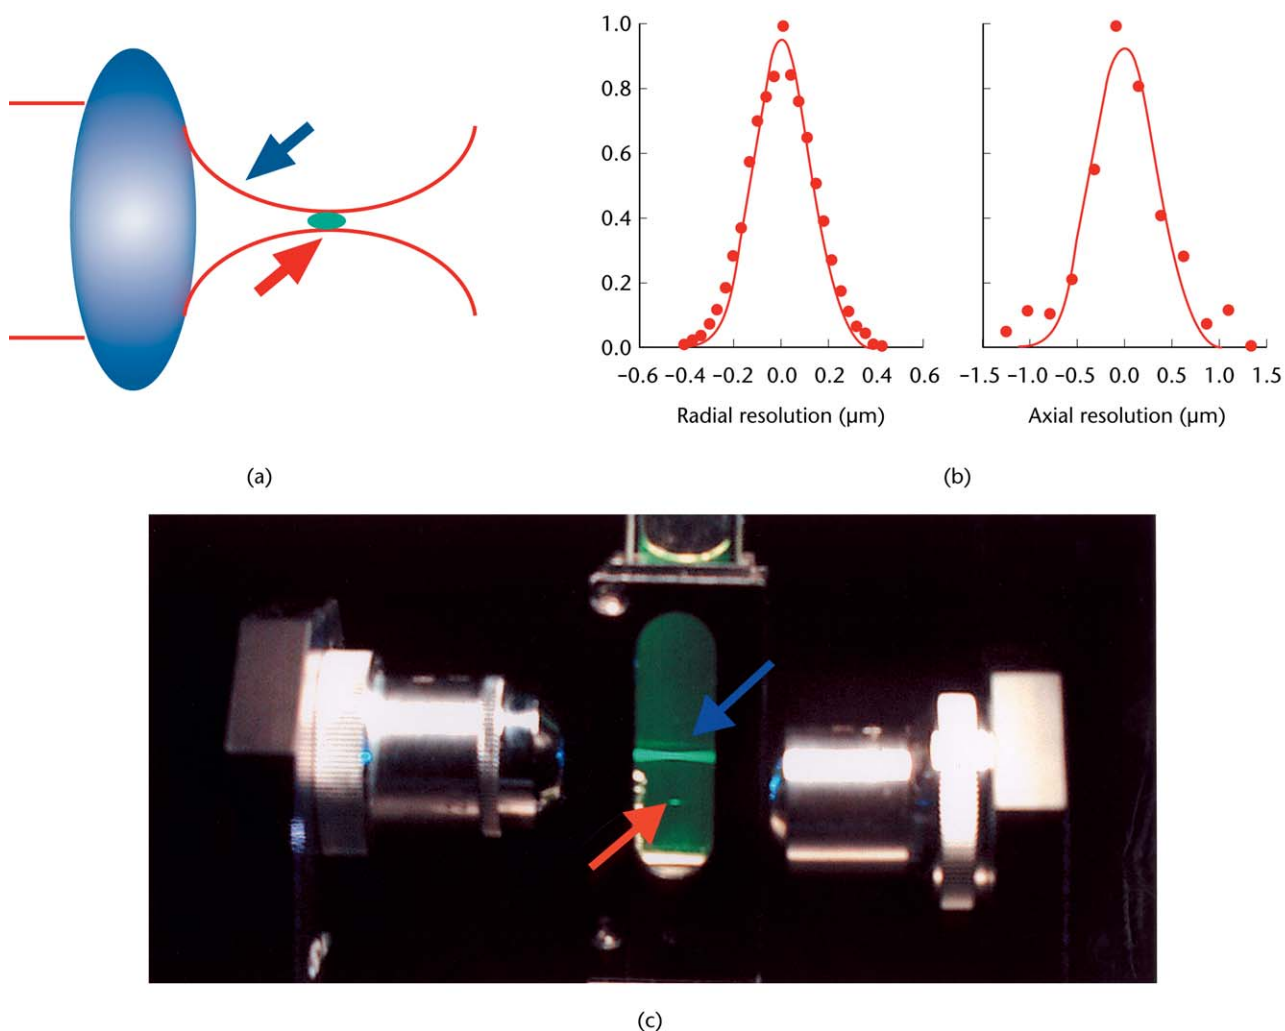 1.0
0.8
0.6
0.4
0.2
0.0
–0.6 –0.4 –0.2 0.0 0.2 0.4 0.6
Radial resolution (μm)
–1.5 –1.0 –0.5 0.0 0.5 1.0 1.5
Axial resolution (μm)
(a)
(b)
(c)